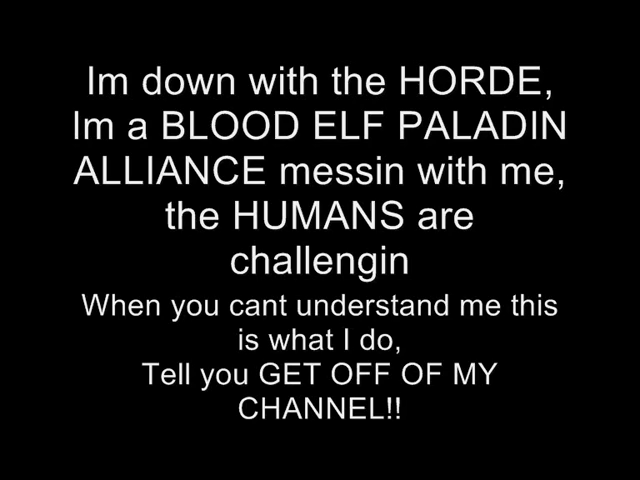 Im down with the HORDE,
Im a BLOOD ELF PALADIN
ALLIANCE messin with me,
the HUMANS are
challengin
When you cant understand me this
is what I do,
Tell you GET OFF OF MY
CHANNEL!!